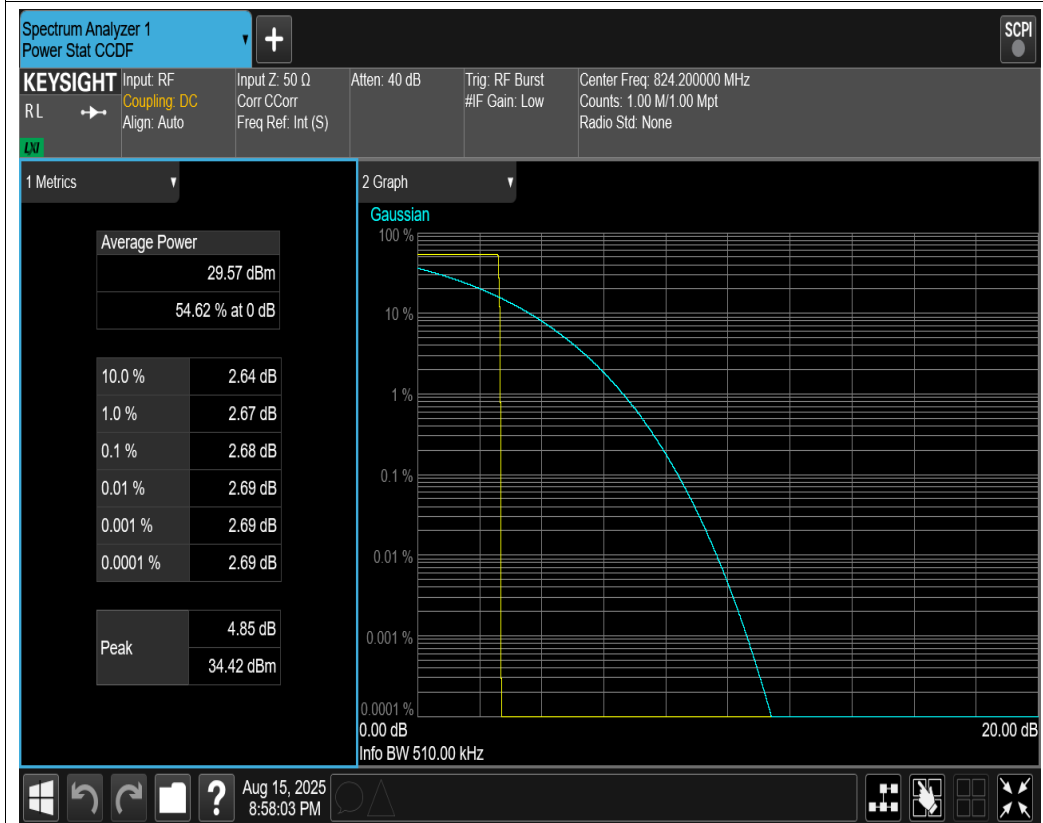 Spectrum Analyzer 1
Power Stat CCDF
SCPI
KEYSIGHT
R L
LXI
Input: RF
Coupling: DC
Align: Auto
Input Z: 50 Ω
Corr CCorr
Freq Ref: Int (S)
Atten: 40 dB
Trig: RF Burst
#IF Gain: Low
Center Freq: 824.200000 MHz
Counts: 1.00 M/1.00 Mpt
Radio Std: None
1 Metrics
Average Power
29.57 dBm
54.62 % at 0 dB
10.0 % 2.64 dB
1.0 % 2.67 dB
0.1 % 2.68 dB
0.01 % 2.69 dB
0.001 % 2.69 dB
0.0001 % 2.69 dB
Peak
4.85 dB
34.42 dBm
2 Graph
Gaussian
100 %
10 %
1 %
0.1 %
0.01 %
0.001 %
0.0001 %
0.00 dB 20.00 dB
Info BW 510.00 kHz
Aug 15, 2025
8:58:03 PM